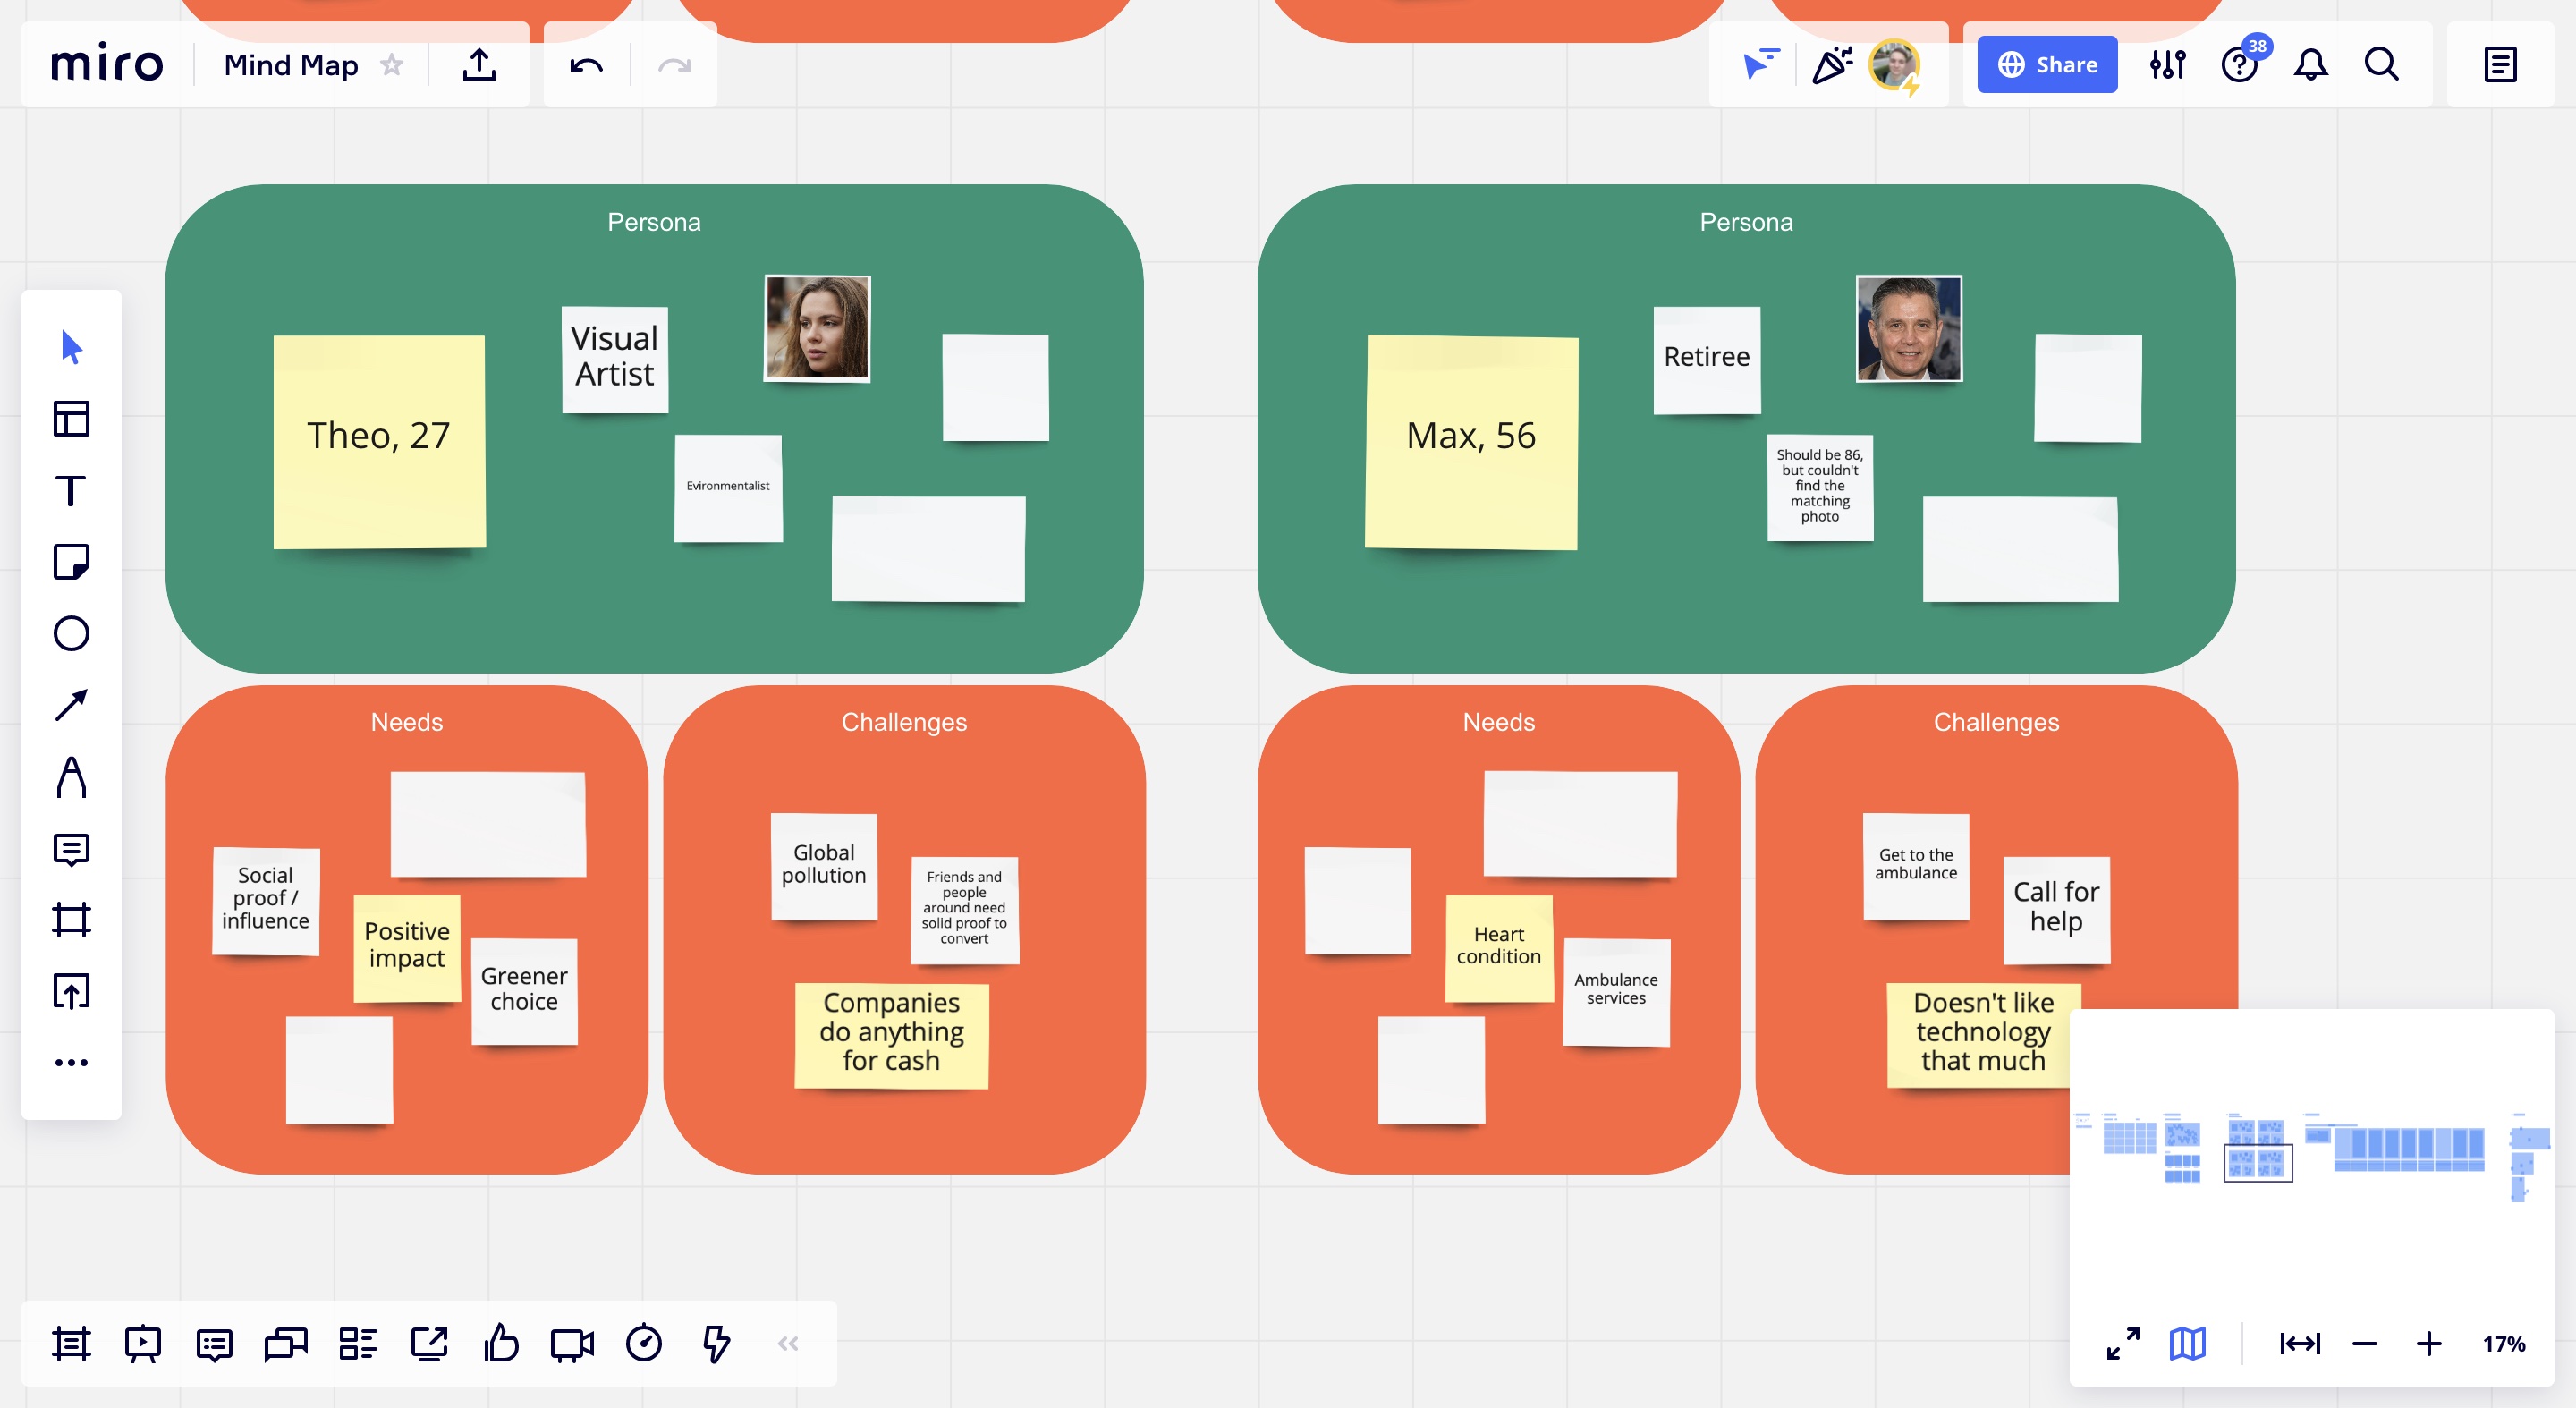 miro
Mind Map
Share
38
Persona
Theo, 27
Visual
Artist
Evironmentalist
Persona
Max, 56
Retiree
Should be 86,
but couldn't
find the
matching
photo
Needs
Social
proof /
influence
Positive
impact
Greener
choice
Challenges
Global
pollution
Friends and
people
around need
solid proof to
convert
Companies
do anything
for cash
Needs
Heart
condition
Ambulance
services
Challenges
Get to the
ambulance
Call for
help
Doesn't like
technology
that much
17%